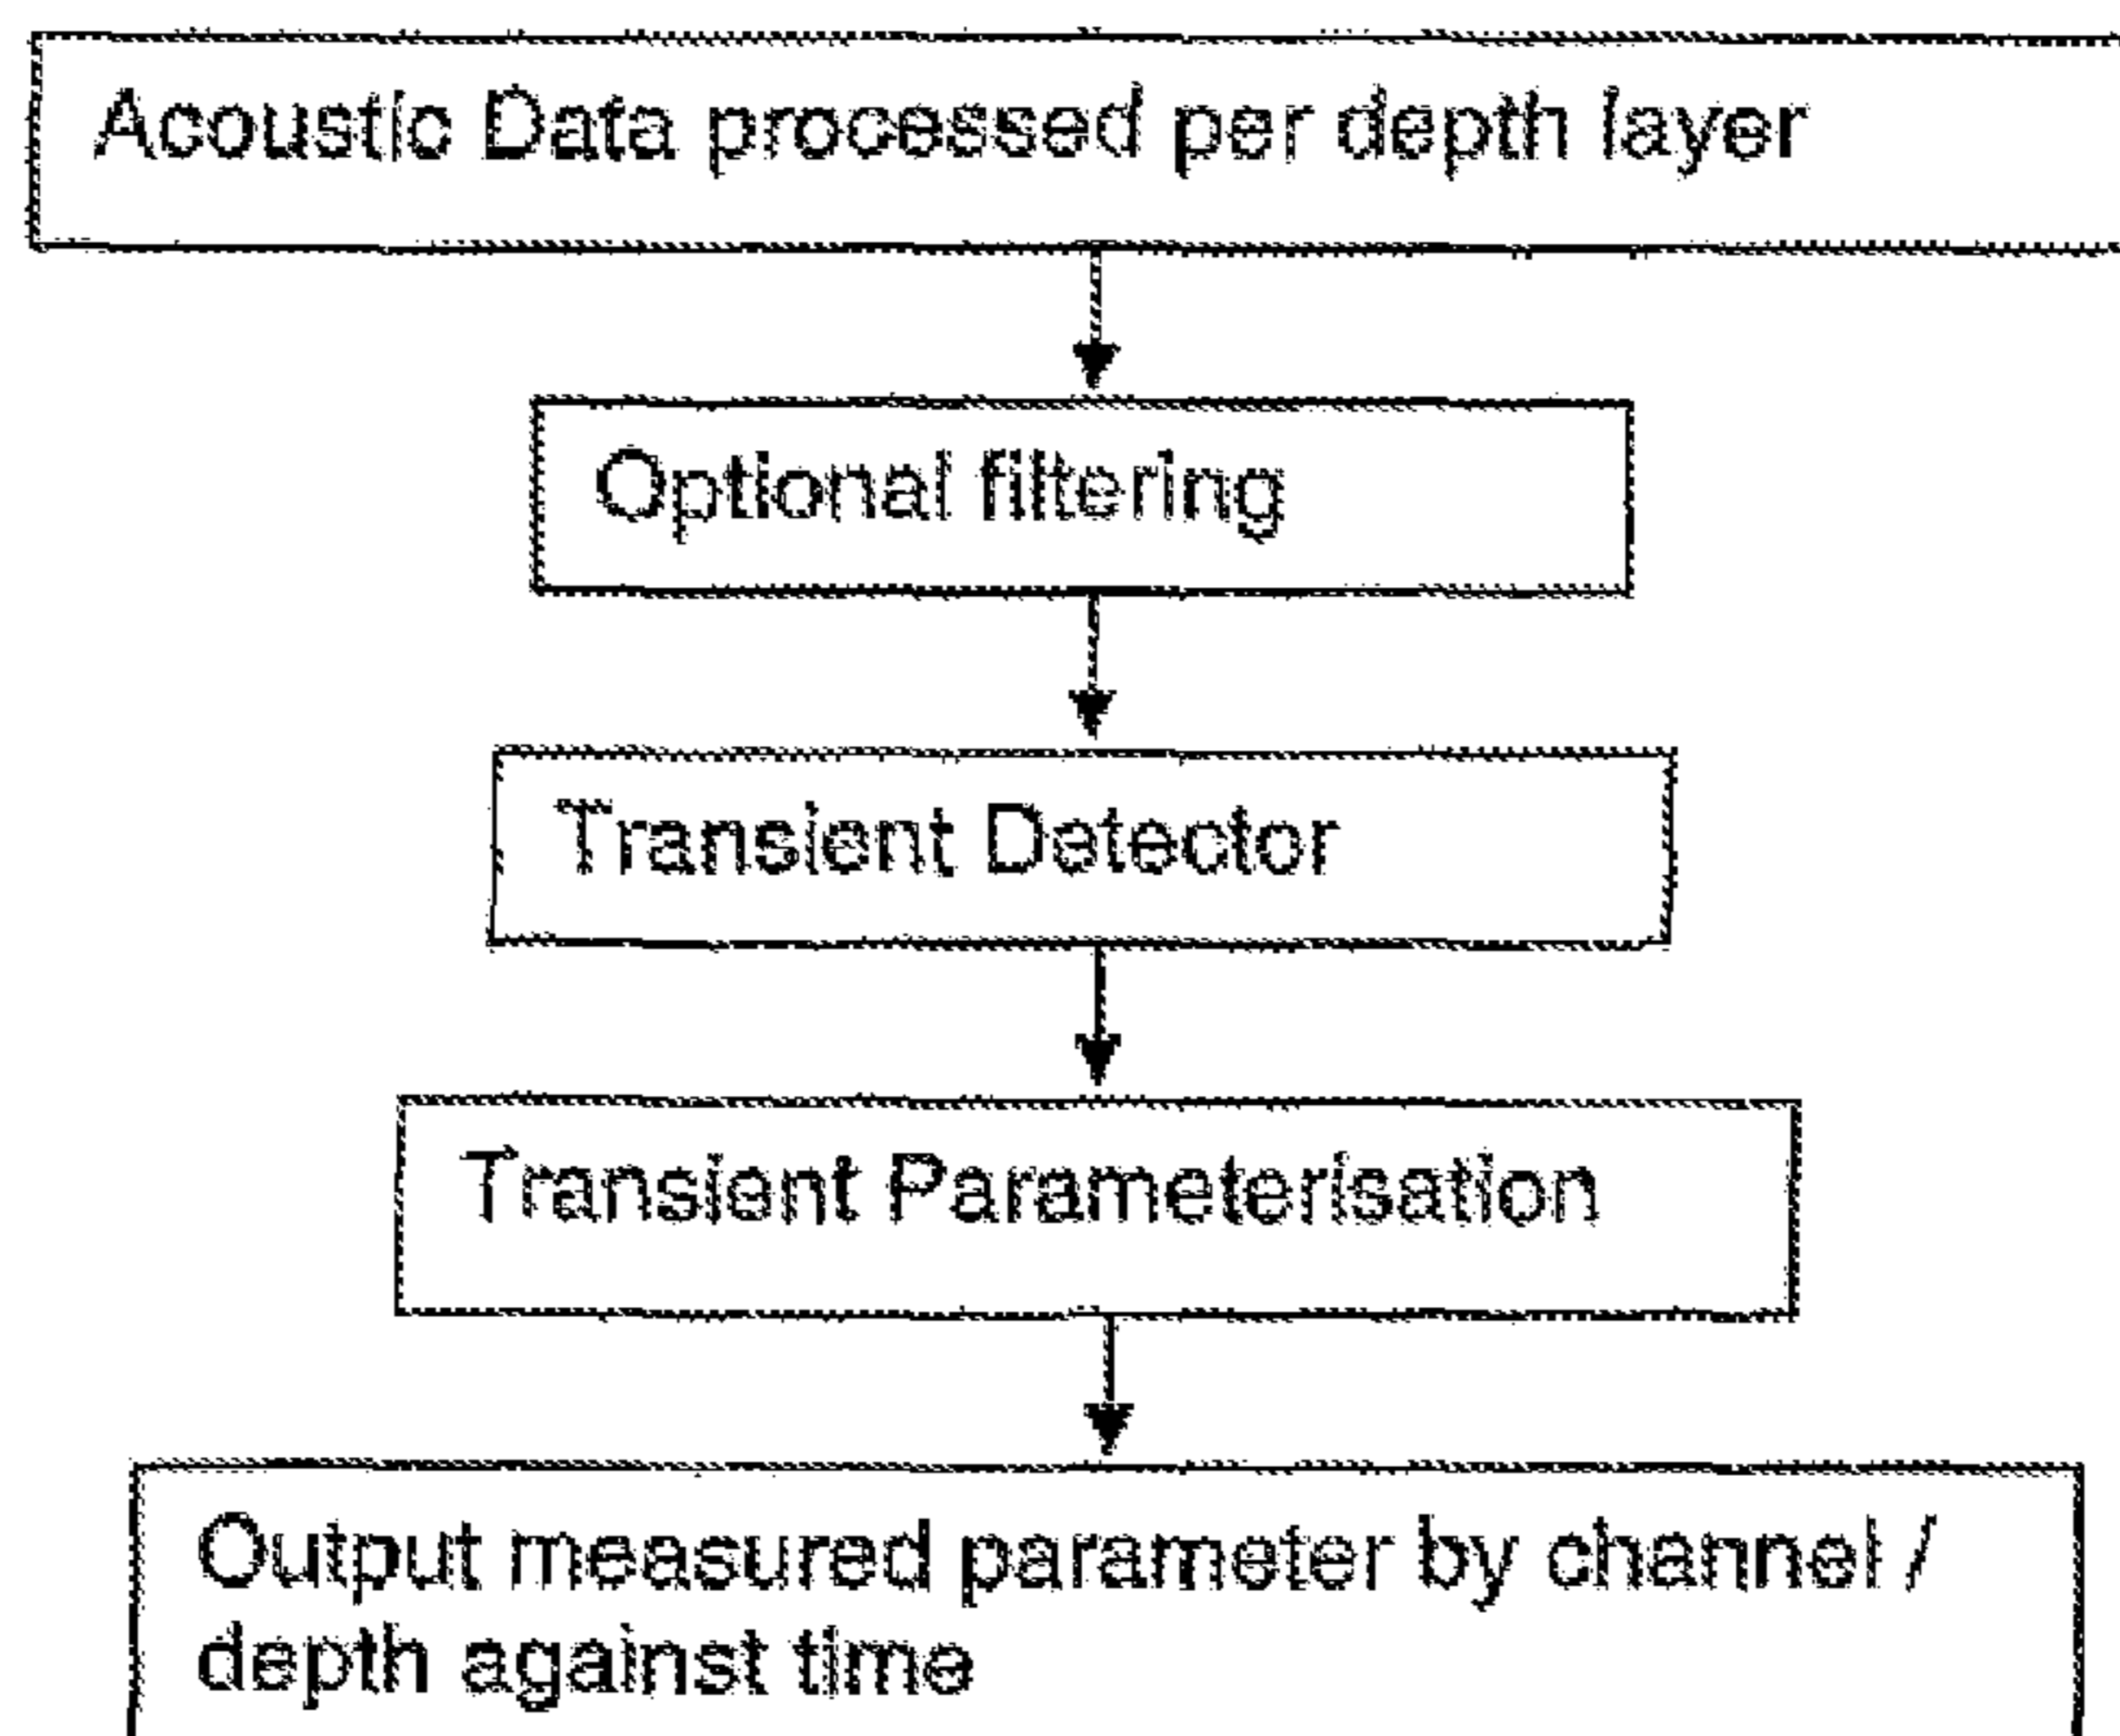 Acoustic Data processed per depth layer
Optional filtering
Transient Detector
Transient Parameterisation
Output measured parameter by channel /
depth against time